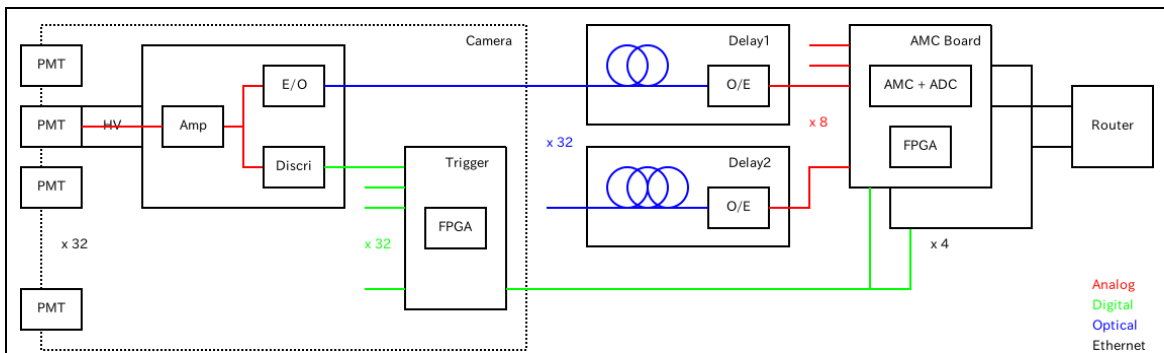 Camera
PMT
PMT
PMT
x 32
PMT
HV
Amp
E/O
Discri
Trigger
FPGA
x 32
x 32
Delay1
O/E
Delay2
O/E
x 8
AMC Board
AMC + ADC
FPGA
x 4
Router
Analog
Digital
Optical
Ethernet